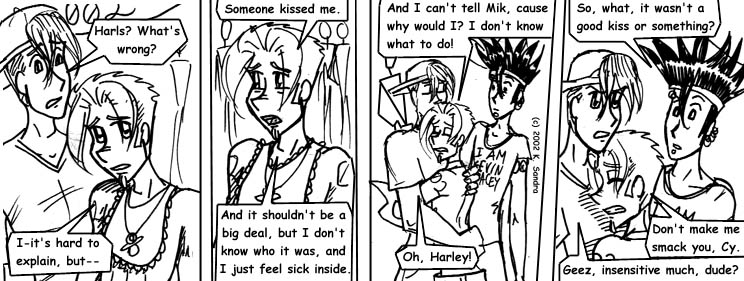 Harls? What's
wrong?
I-it's hard to
explain, but--
Someone kissed me.
And it shouldn't be a
big deal, but I don't
know who it was, and
I just feel sick inside.
And I can't tell Mik, cause
why would I? I don't know
what to do!
Oh, Harley!
I AM
(c) 2002 K. Sandra
So, what, it wasn't a
good kiss or something?
Don't make me
smack you, Cy.
Geez, insensitive much, dude?